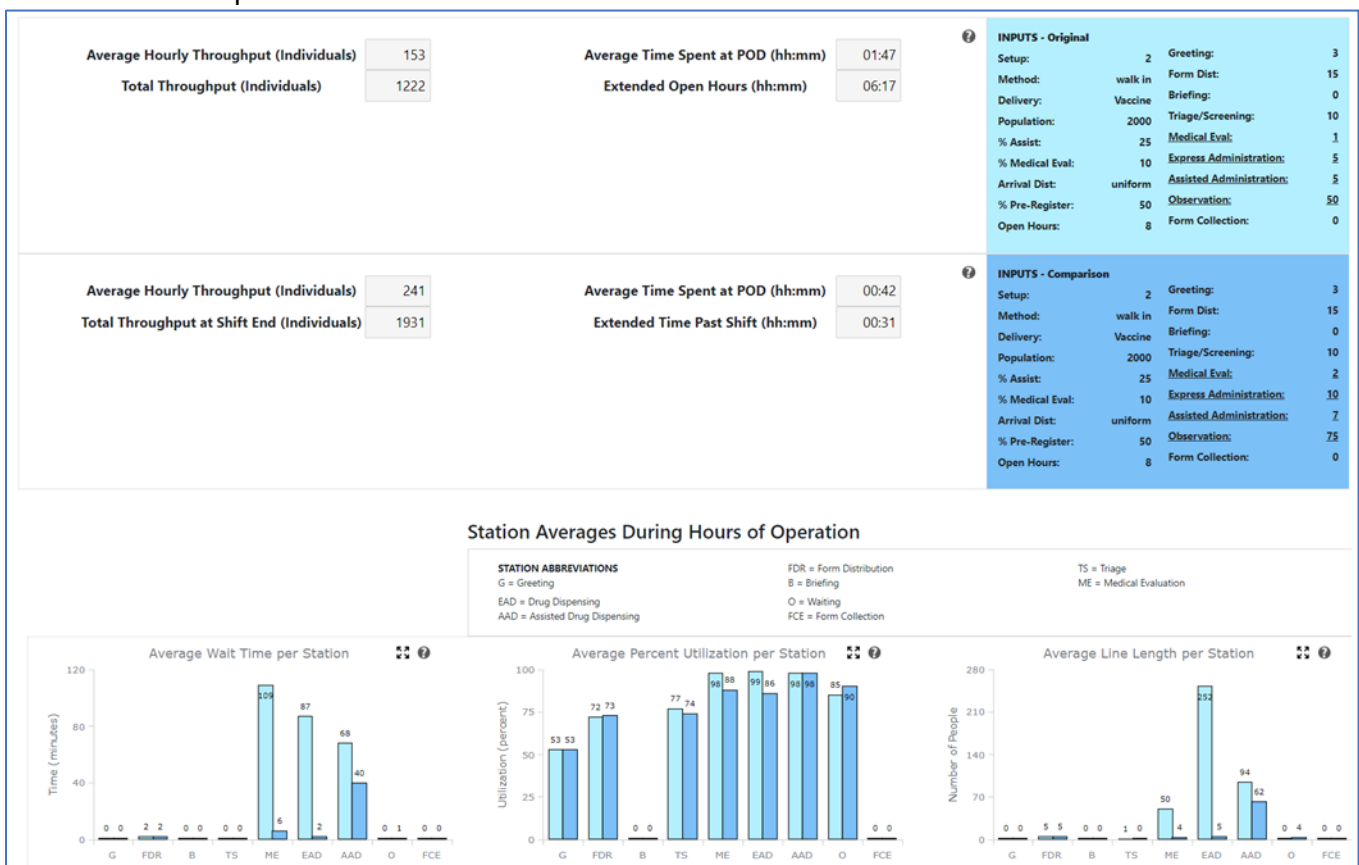 Average Hourly Throughput (Individuals) 153
Average Time Spent at POD (hh:mm) 01:47
Total Throughput (Individuals) 1222
Extended Open Hours (hh:mm) 06:17
?
INPUTS - Original
Setup: 2
Method: walk in
Delivery: Vaccine
Population: 2000
% Assist: 25
% Medical Eval: 10
Arrival Dist: uniform
% Pre-Register: 50
Open Hours: 8
Greeting: 3
Form Dist: 15
Briefing: 0
Triage/Screening: 10
Medical Eval: 1
Express Administration: 5
Assisted Administration: 5
Observation: 50
Form Collection: 0
Average Hourly Throughput (Individuals) 241
Average Time Spent at POD (hh:mm) 00:42
Total Throughput at Shift End (Individuals) 1931
Extended Time Past Shift (hh:mm) 00:31
?
INPUTS - Comparison
Setup: 2
Method: walk in
Delivery: Vaccine
Population: 2000
% Assist: 25
% Medical Eval: 10
Arrival Dist: uniform
% Pre-Register: 50
Open Hours: 8
Greeting: 3
Form Dist: 15
Briefing: 0
Triage/Screening: 10
Medical Eval: 2
Express Administration: 10
Assisted Administration: 7
Observation: 75
Form Collection: 0
Station Averages During Hours of Operation
STATION ABBREVIATIONS
G = Greeting
EAD = Drug Dispensing
AAD = Assisted Drug Dispensing
FDR = Form Distribution
B = Briefing
O = Waiting
FCE = Form Collection
TS = Triage
ME = Medical Evaluation
Average Wait Time per Station ?
Time (minutes)
120
80
40
0
0 0 2 2 0 0 0 0 109 6 87 2 68 40 0 1 0 0
G FDR B TS ME EAD AAD O FCE
Average Percent Utilization per Station ?
Utilization (percent)
100
75
50
25
0
53 53 72 73 0 0 77 74 98 88 99 86 98 98 85 90 0 0
G FDR B TS ME EAD AAD O FCE
Average Line Length per Station ?
Number of People
280
210
140
70
0
0 0 5 5 0 0 1 0 50 4 252 5 94 62 0 4 0 0
G FDR B TS ME EAD AAD O FCE